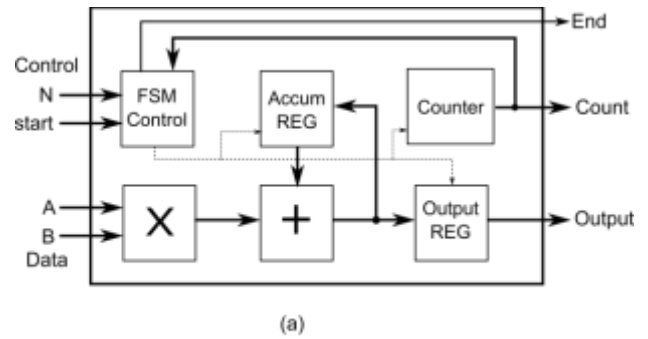 End
Control
N
start
FSM
Control
Accum
REG
Counter
Count
A
B
Data
X
+
Output
REG
Output
(a)